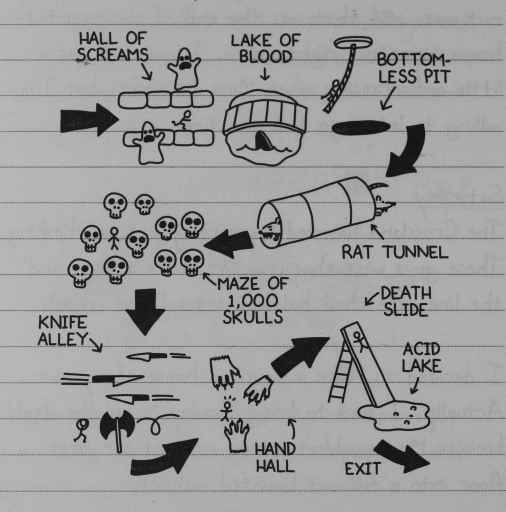 HALL OF
SCREAMS
LAKE OF
BLOOD
BOTTOM-
LESS PIT
RAT TUNNEL
MAZE OF
1,000
SKULLS
KNIFE
ALLEY
DEATH
SLIDE
ACID
LAKE
HAND
HALL
EXIT